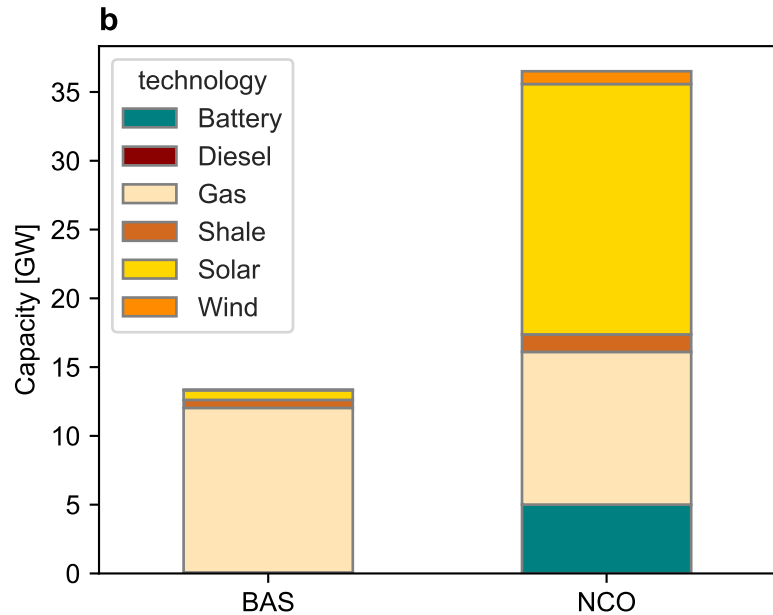 b
technology
Battery
Diesel
Gas
Shale
Solar
Wind
Capacity [GW]
35
30
25
20
15
10
5
0
BAS NCO